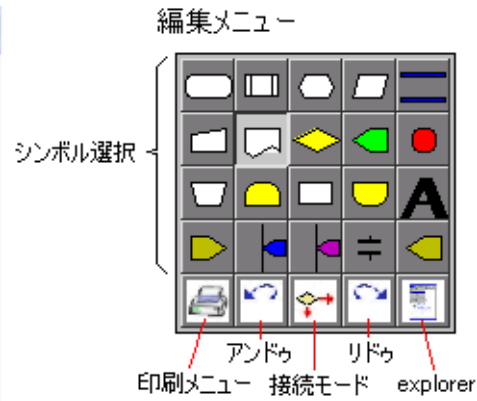 編集メニュー
シンボル選択
A
アンドゥ
リドゥ
印刷メニュー
接続モード
explorer